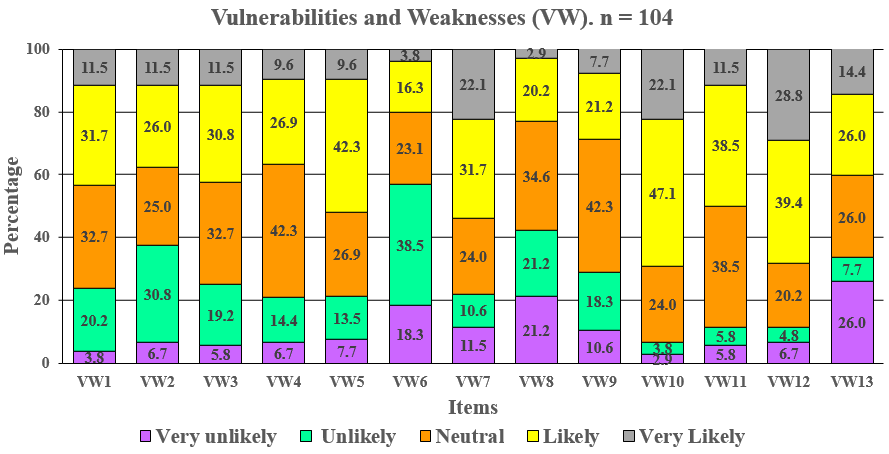 Vulnerabilities and Weaknesses (VW). n = 104
100
80
60
40
20
0
Percentage
11.5 11.5 11.5 9.6 9.6 3.8 22.1 2.9 7.7 22.1 11.5 28.8 14.4
31.7 26.0 30.8 26.9 42.3 16.3 31.7 20.2 21.2 47.1 38.5 39.4 26.0
32.7 25.0 32.7 42.3 26.9 23.1 24.0 34.6 42.3 24.0 38.5 20.2 26.0
20.2 30.8 19.2 14.4 13.5 38.5 10.6 21.2 18.3 3.8 5.8 4.8 7.7
3.8 6.7 5.8 6.7 7.7 18.3 11.5 21.2 10.6 2.9 5.8 6.7 26.0
VW1 VW2 VW3 VW4 VW5 VW6 VW7 VW8 VW9 VW10 VW11 VW12 VW13
Items
Very unlikely Unlikely Neutral Likely Very Likely